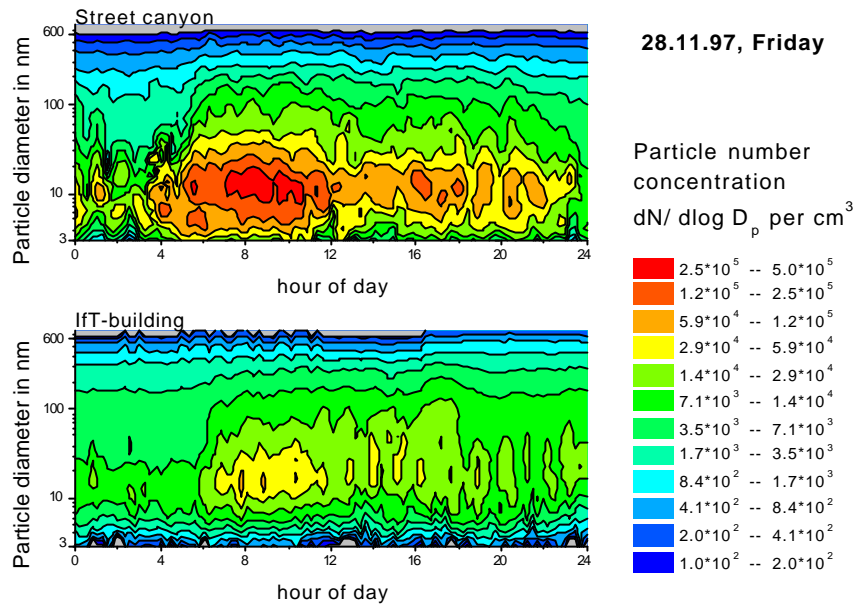 Street canyon
600
100
10
3
Particle diameter in nm
0 4 8 12 16 20 24
hour of day
IfT-building
600
100
10
3
Particle diameter in nm
0 4 8 12 16 20 24
hour of day
28.11.97, Friday
Particle number
concentration
dN/ dlog D_p per cm^3
2.5*10^5 -- 5.0*10^5
1.2*10^5 -- 2.5*10^5
5.9*10^4 -- 1.2*10^5
2.9*10^4 -- 5.9*10^4
1.4*10^4 -- 2.9*10^4
7.1*10^3 -- 1.4*10^4
3.5*10^3 -- 7.1*10^3
1.7*10^3 -- 3.5*10^3
8.4*10^2 -- 1.7*10^3
4.1*10^2 -- 8.4*10^2
2.0*10^2 -- 4.1*10^2
1.0*10^2 -- 2.0*10^2